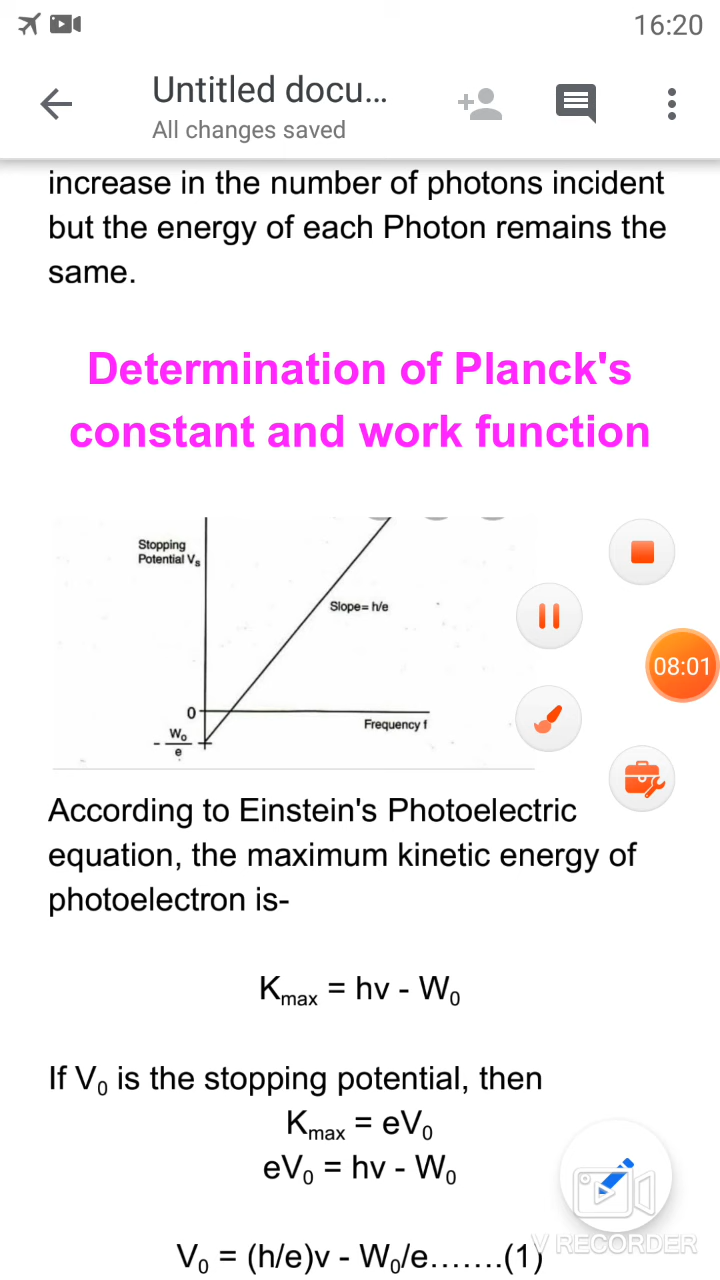 16:20
Untitled docu...
All changes saved
increase in the number of photons incident
but the energy of each Photon remains the
same.
Determination of Planck's
constant and work function
Stopping
Potential Vₛ
Slope= h/e
08:01
0
Frequency f
- W₀
e
According to Einstein's Photoelectric
equation, the maximum kinetic energy of
photoelectron is-
Kmax = hv - W₀
If V₀ is the stopping potential, then
Kmax = eV₀
eV₀ = hv - W₀
V₀ = (h/e)v - W₀/e.......(1)
V RECORDER